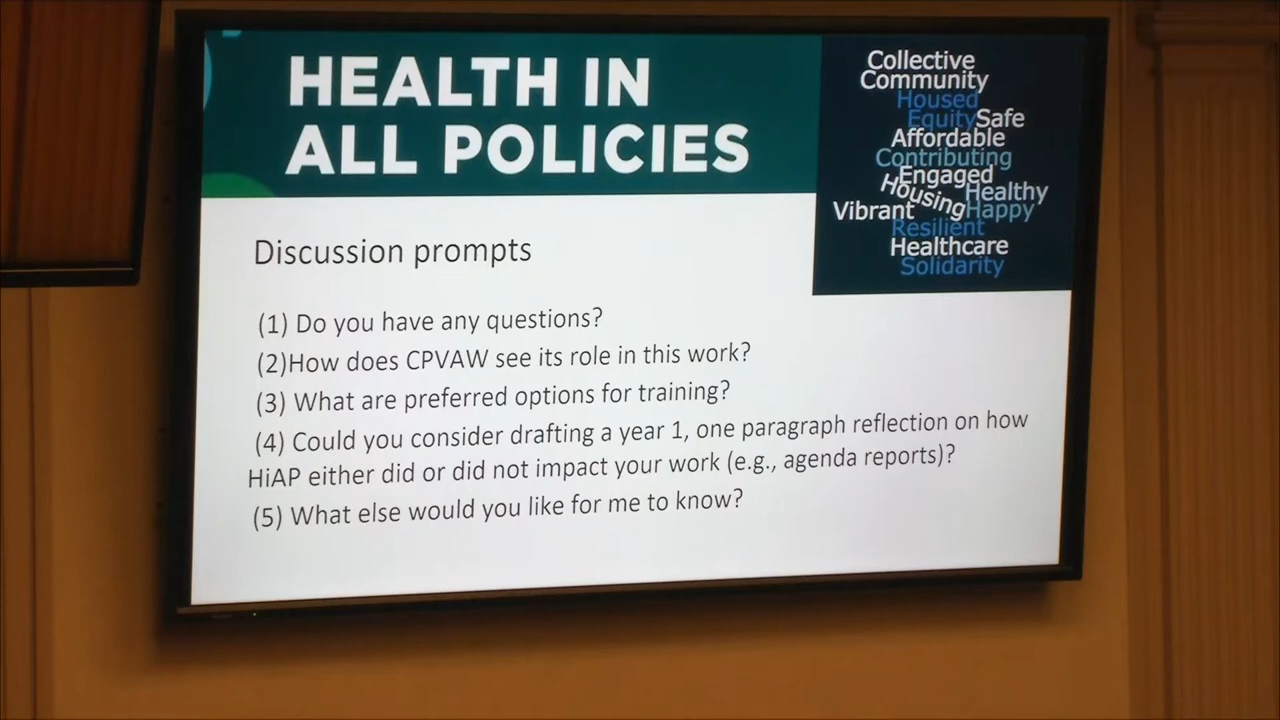 HEALTH IN
ALL POLICIES
Collective
Community
Housed
Equity Safe
Affordable
Contributing
Engaged
Housing Healthy
Vibrant Happy
Resilient
Healthcare
Solidarity
Discussion prompts
(1) Do you have any questions?
(2)How does CPVAW see its role in this work?
(3) What are preferred options for training?
(4) Could you consider drafting a year 1, one paragraph reflection on how
HiAP either did or did not impact your work (e.g., agenda reports)?
(5) What else would you like for me to know?